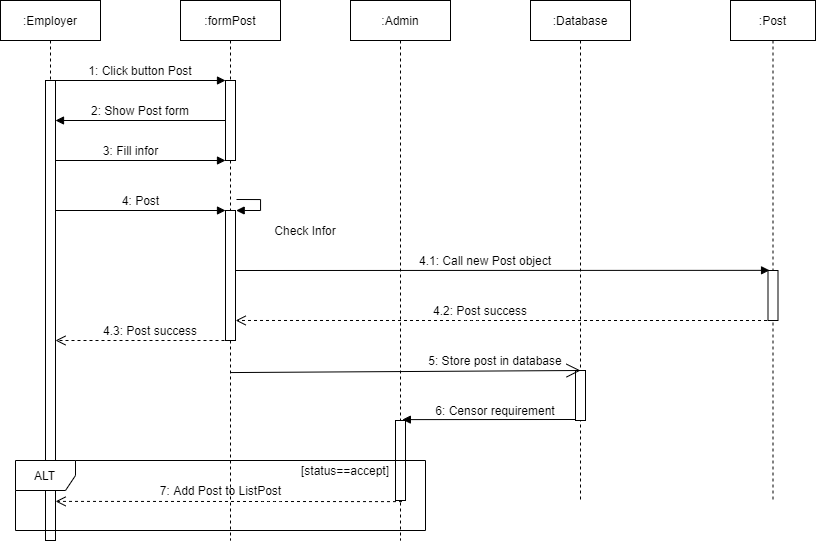 :Employer
:formPost
:Admin
:Database
:Post
1: Click button Post
2: Show Post form
3: Fill infor
4: Post
Check Infor
4.1: Call new Post object
4.2: Post success
4.3: Post success
5: Store post in database
6: Censor requirement
ALT
[status==accept]
7: Add Post to ListPost